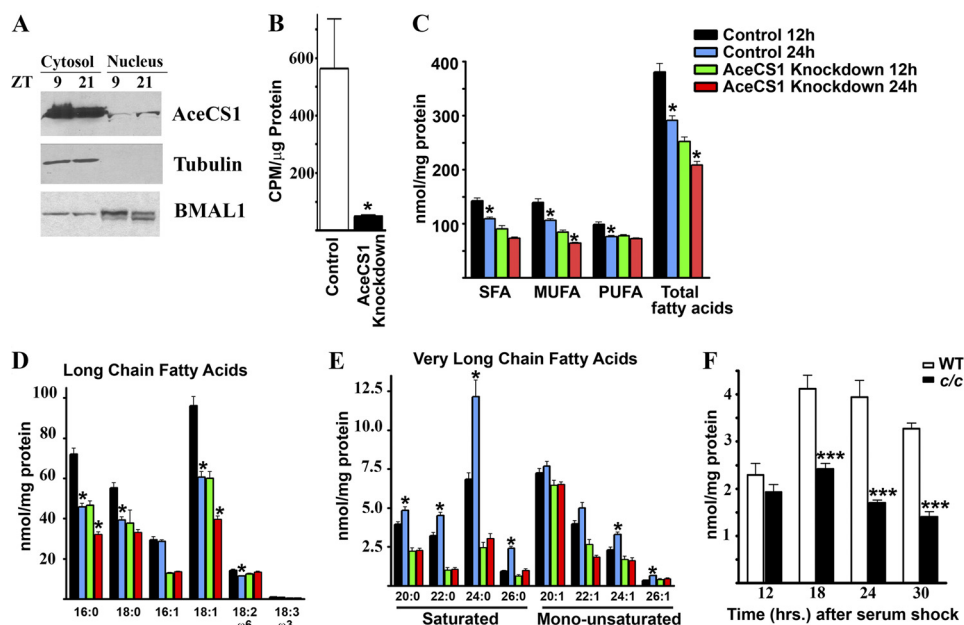 A
Cytosol Nucleus
ZT 9 21 9 21
AceCS1
Tubulin
BMAL1
B
CPM/µg Protein
600
400
200
*
Control
AceCS1
Knockdown
C
Control 12h
Control 24h
AceCS1 Knockdown 12h
AceCS1 Knockdown 24h
nmol/mg protein
400
300
200
100
* * * * * *
SFA MUFA PUFA Total
fatty acids
D
Long Chain Fatty Acids
nmol/mg protein
100
80
60
40
20
* * * * * *
16:0 18:0 16:1 18:1 18:2 18:3
ω6 ω3
E
Very Long Chain Fatty Acids
nmol/mg protein
12.5
10.0
7.5
5.0
2.5
* * * * * *
20:0 22:0 24:0 26:0 20:1 22:1 24:1 26:1
Saturated Mono-unsaturated
F
WT
c/c
nmol/mg protein
4
3
2
1
0
*** *** ***
12 18 24 30
Time (hrs.) after serum shock